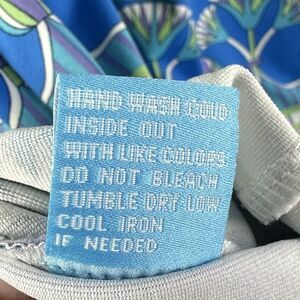 HAND WASH COLD
INSIDE OUT
WITH LIKE COLORS
DO NOT BLEACH
TUMBLE DRY LOW
COOL IRON
IF NEEDED